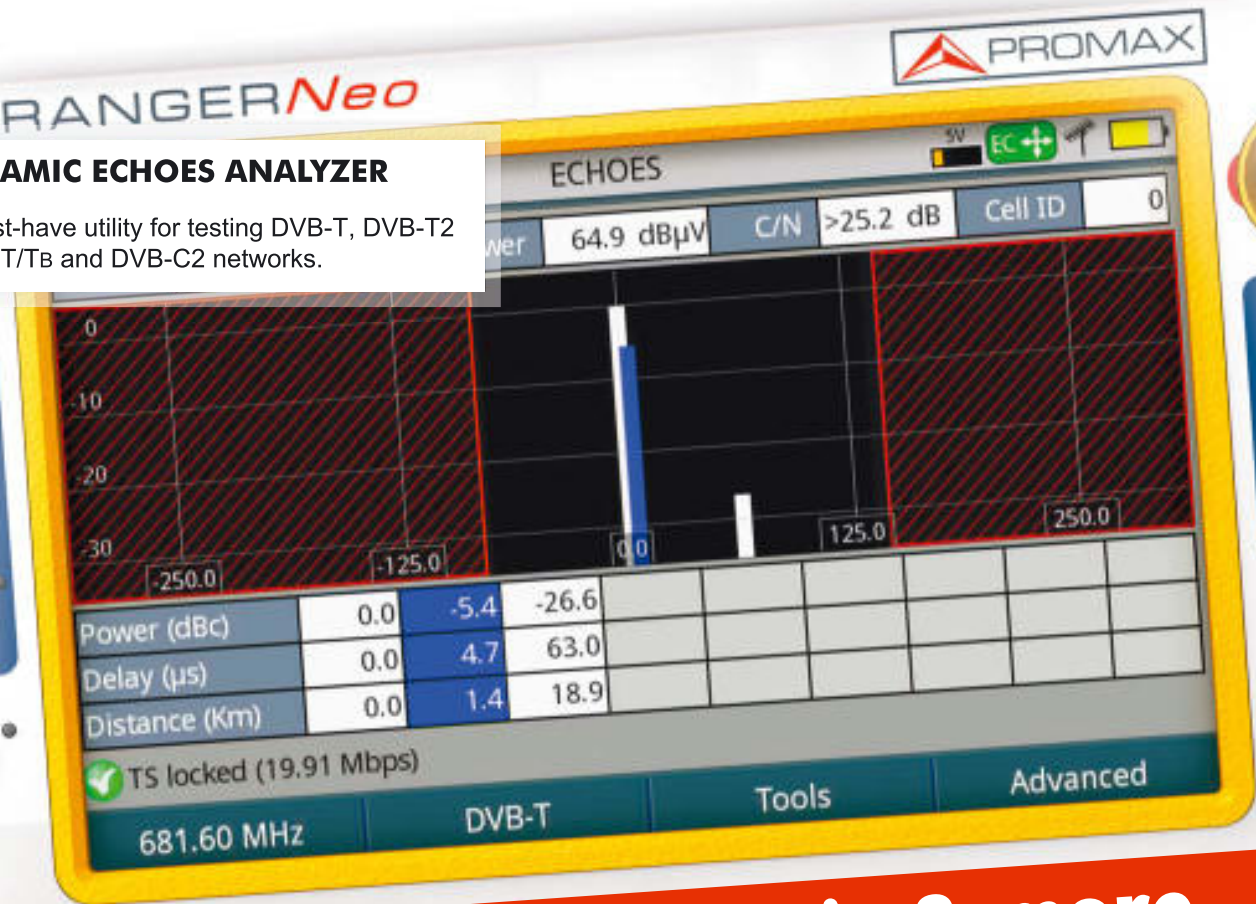 RANGERNeo
PROMAX
AMIC ECHOES ANALYZER
st-have utility for testing DVB-T, DVB-T2
T/TB and DVB-C2 networks.
ECHOES
5V
EC
wer 64.9 dBµV C/N >25.2 dB Cell ID 0
0
-10
-20
-30
-250.0 -125.0 0.0 125.0 250.0
Power (dBc) 0.0 -5.4 -26.6
Delay (µs) 0.0 4.7 63.0
Distance (Km) 0.0 1.4 18.9
TS locked (19.91 Mbps)
681.60 MHz DVB-T Tools Advanced